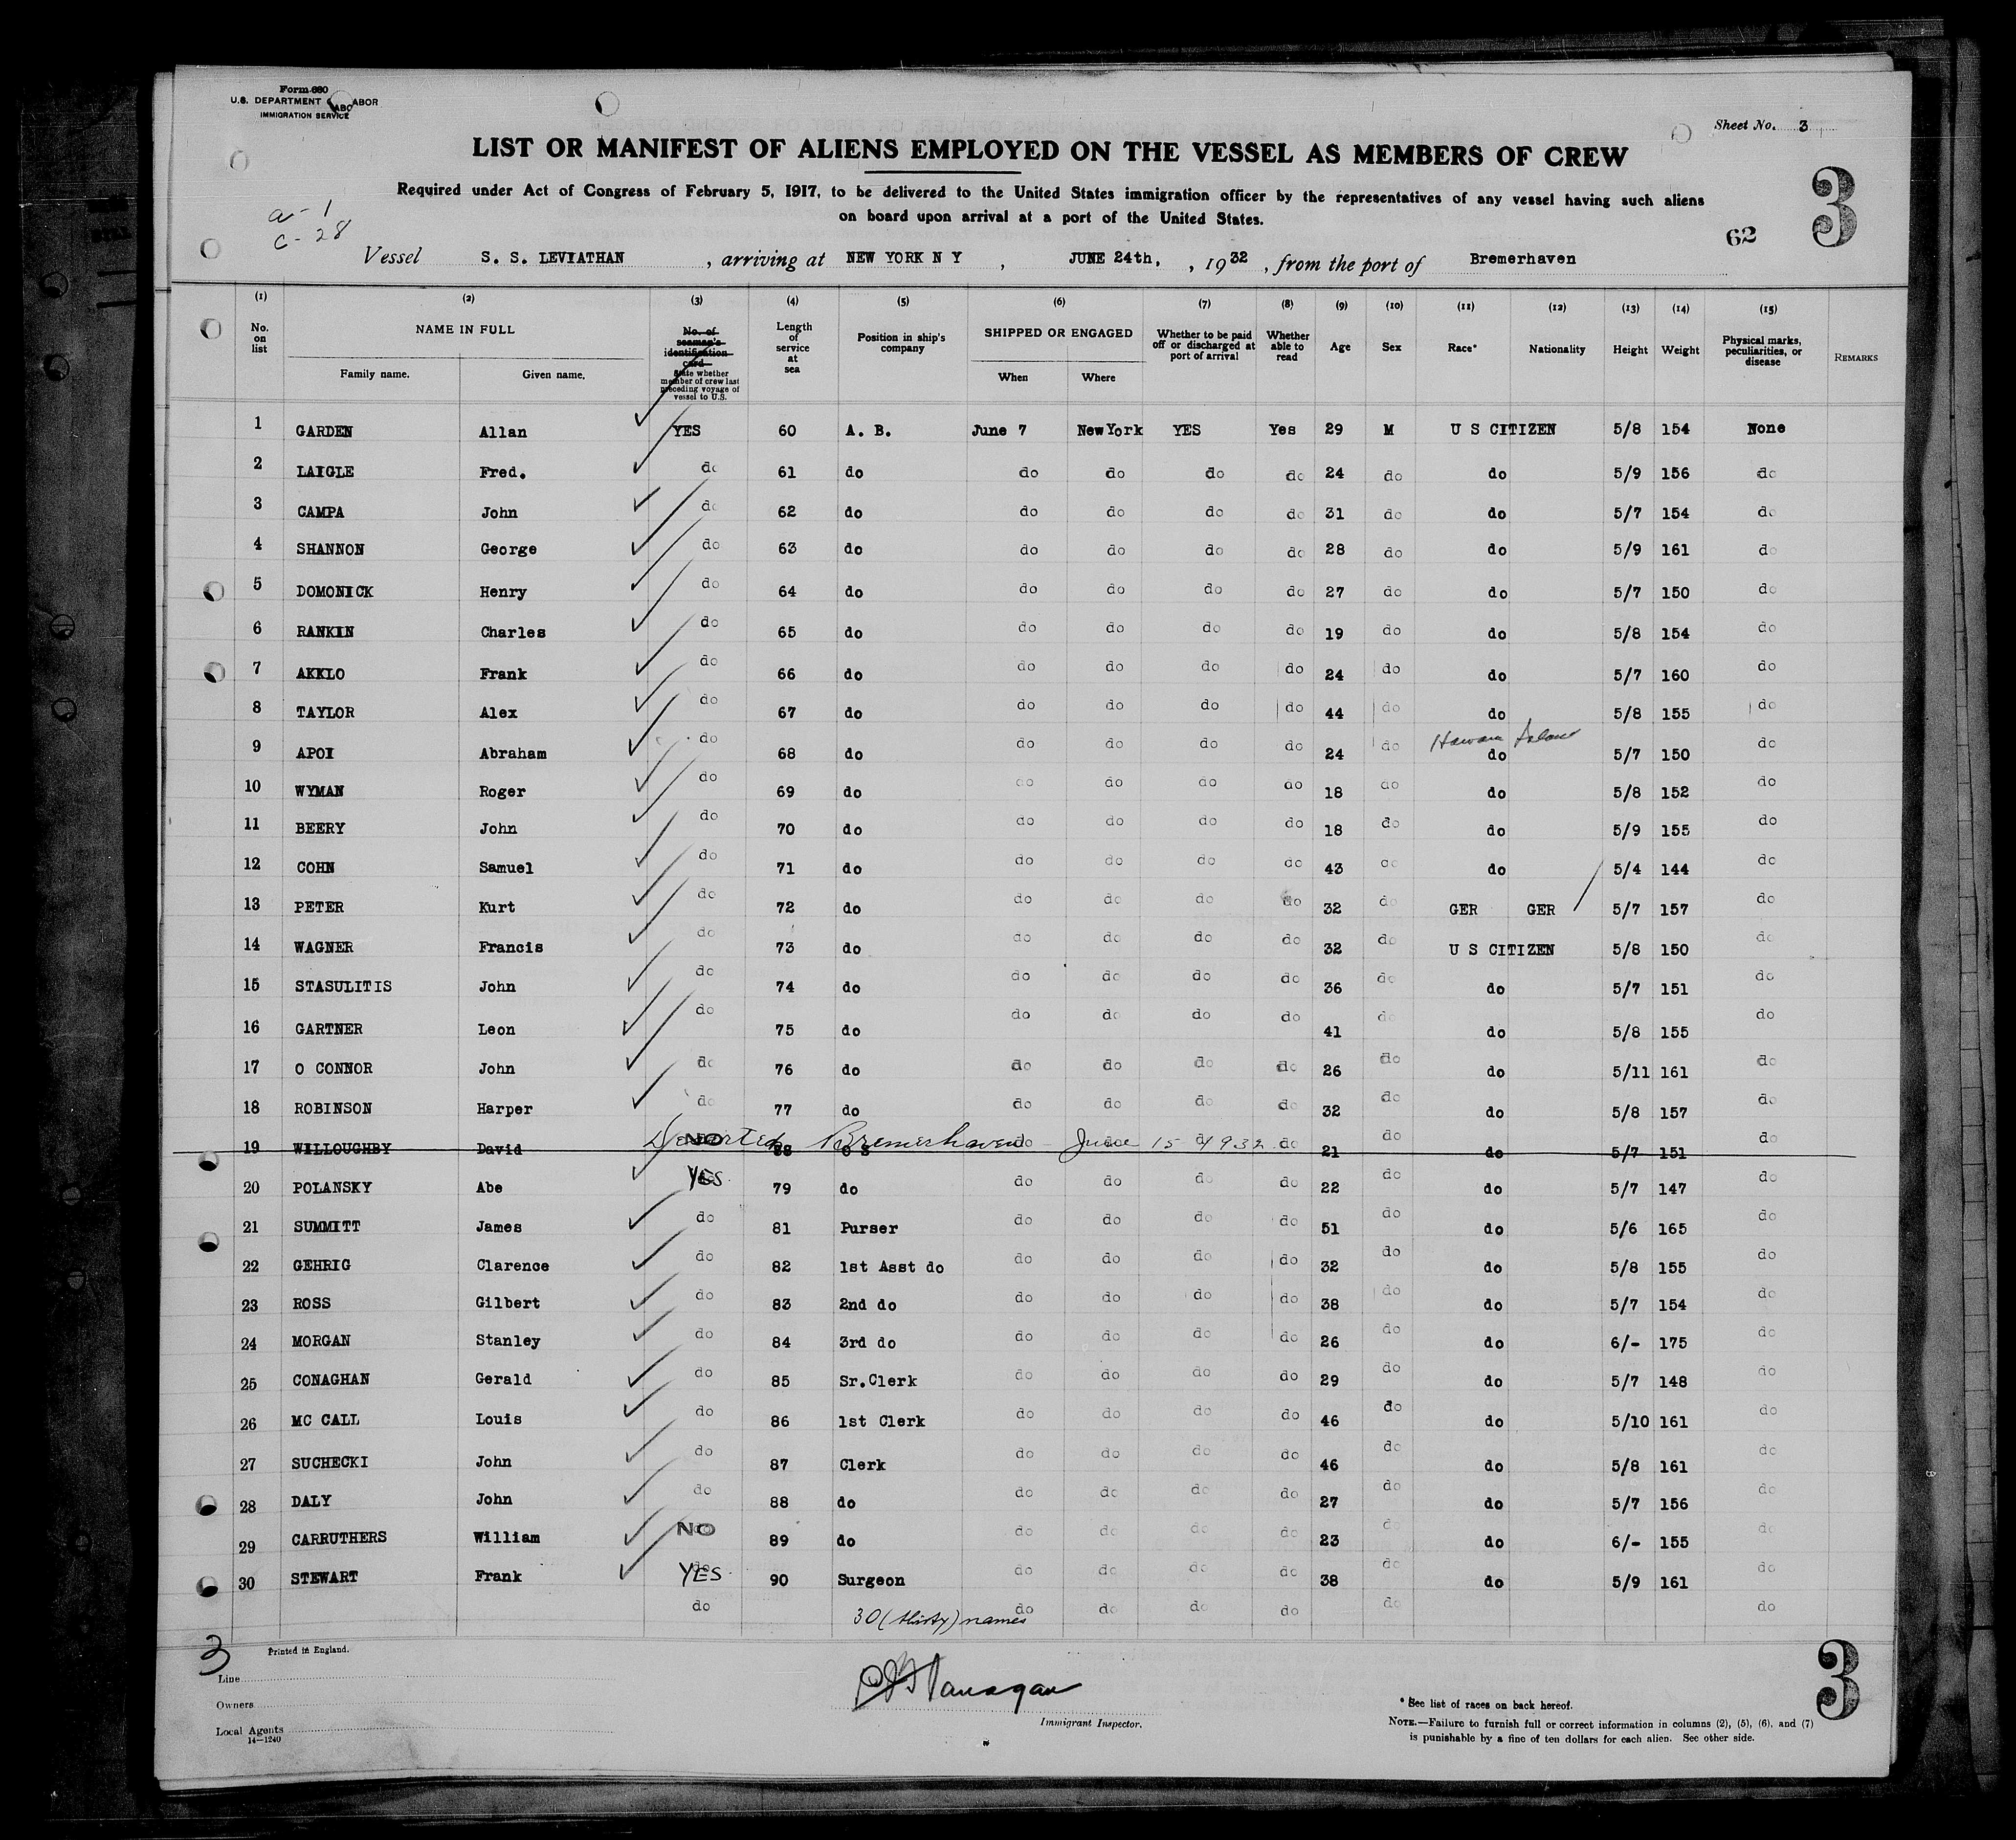 Form 680
U.S. DEPARTMENT LABOR
IMMIGRATION SERVICE
Sheet No. 3
LIST OR MANIFEST OF ALIENS EMPLOYED ON THE VESSEL AS MEMBERS OF CREW
Required under Act of Congress of February 5, 1917, to be delivered to the United States immigration officer by the representatives of any vessel having such aliens
on board upon arrival at a port of the United States.
3
a - 1
c - 28
62
Vessel S. S. LEVIATHAN , arriving at NEW YORK N Y , JUNE 24th, , 1932 , from the port of Bremerhaven
(1) (2) (3) (4) (5) (6) (7) (8) (9) (10) (11) (12) (13) (14) (15)
No. on list NAME IN FULL Family name. Given name. No. of seaman's identification card State whether member of crew last preceding voyage of vessel to U.S. Length of service at sea Position in ship's company SHIPPED OR ENGAGED When Where Whether to be paid off or discharged at port of arrival Whether able to read Age Sex Race* Nationality Height Weight Physical marks, peculiarities, or disease REMARKS
1 GARDEN Allan YES 60 A. B. June 7 NewYork YES Yes 29 M U S CITIZEN 5/8 154 None
2 LAIGLE Fred. do 61 do do do do do 24 do do 5/9 156 do
3 CAMPA John do 62 do do do do do 31 do do 5/7 154 do
4 SHANNON George do 63 do do do do do 28 do do 5/9 161 do
5 DOMONICK Henry do 64 do do do do do 27 do do 5/7 150 do
6 RANKIN Charles do 65 do do do do do 19 do do 5/8 154 do
7 AKKLO Frank do 66 do do do do do 24 do do 5/7 160 do
8 TAYLOR Alex do 67 do do do do do 44 do do 5/8 155 do
9 APOI Abraham do 68 do do do do do 24 do do 5/7 150 do
10 WYMAN Roger do 69 do do do do do 18 do do 5/8 152 do
11 BEERY John do 70 do do do do do 18 do do 5/9 155 do
12 COHN Samuel do 71 do do do do do 43 do do 5/4 144 do
13 PETER Kurt do 72 do do do do do 32 do GER GER 5/7 157 do
14 WAGNER Francis do 73 do do do do do 32 do U S CITIZEN 5/8 150 do
15 STASULITIS John do 74 do do do do do 36 do do 5/7 151 do
16 GARTNER Leon do 75 do do do do do 41 do do 5/8 155 do
17 O CONNOR John do 76 do do do do do 26 do do 5/11 161 do
18 ROBINSON Harper do 77 do do do do do 32 do do 5/8 157 do
19 WILLOUGHBY David NO Deserted Bremerhaven June 15 1932 O S do do do do 21 do do 5/7 151 do
20 POLANSKY Abe YES 79 do do do do do 22 do do 5/7 147 do
21 SUMMITT James do 81 Purser do do do do 51 do do 5/6 165 do
22 GEHRIG Clarence do 82 1st Asst do do do do do 32 do do 5/8 155 do
23 ROSS Gilbert do 83 2nd do do do do do 38 do do 5/7 154 do
24 MORGAN Stanley do 84 3rd do do do do do 26 do do 6/- 175 do
25 CONAGHAN Gerald do 85 Sr.Clerk do do do do 29 do do 5/7 148 do
26 MC CALL Louis do 86 1st Clerk do do do do 46 do do 5/10 161 do
27 SUCHECKI John do 87 Clerk do do do do 46 do do 5/8 161 do
28 DALY John do 88 do do do do do 27 do do 5/7 156 do
29 CARRUTHERS William NO 89 do do do do do 23 do do 6/- 155 do
30 STEWART Frank YES 90 Surgeon do do do do 38 do do 5/9 161 do
do 30 (thirty) names do do do do do do
3
Printed in England.
Line
Owners
Local Agents
14-1240
Immigrant Inspector.
* See list of races on back hereof.
NOTE.—Failure to furnish full or correct information in columns (2), (5), (6), and (7)
is punishable by a fine of ten dollars for each alien. See other side.
3